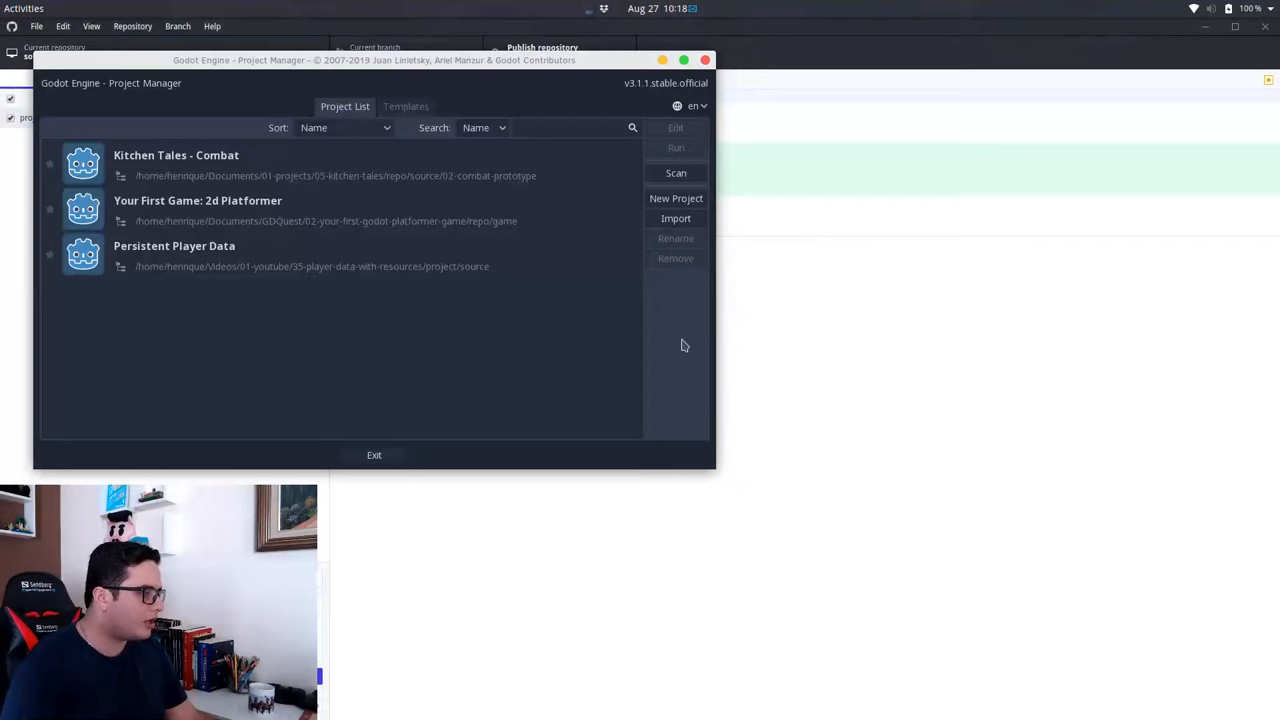 Activities
Aug 27 10:18
100 %
File Edit View Repository Branch Help
Current repository
so
Current branch
Publish repository
Godot Engine - Project Manager - © 2007-2019 Juan Linietsky, Ariel Manzur & Godot Contributors
Godot Engine - Project Manager
v3.1.1.stable.official
Project List Templates
en
Sort: Name Search: Name
Edit
Run
Scan
New Project
Import
Rename
Remove
pro
Kitchen Tales - Combat
/home/henrique/Documents/01-projects/05-kitchen-tales/repo/source/02-combat-prototype
Your First Game: 2d Platformer
/home/henrique/Documents/GDQuest/02-your-first-godot-platformer-game/repo/game
Persistent Player Data
/home/henrique/Videos/01-youtube/35-player-data-with-resources/project/source
Exit
Sandberg
Sandberg